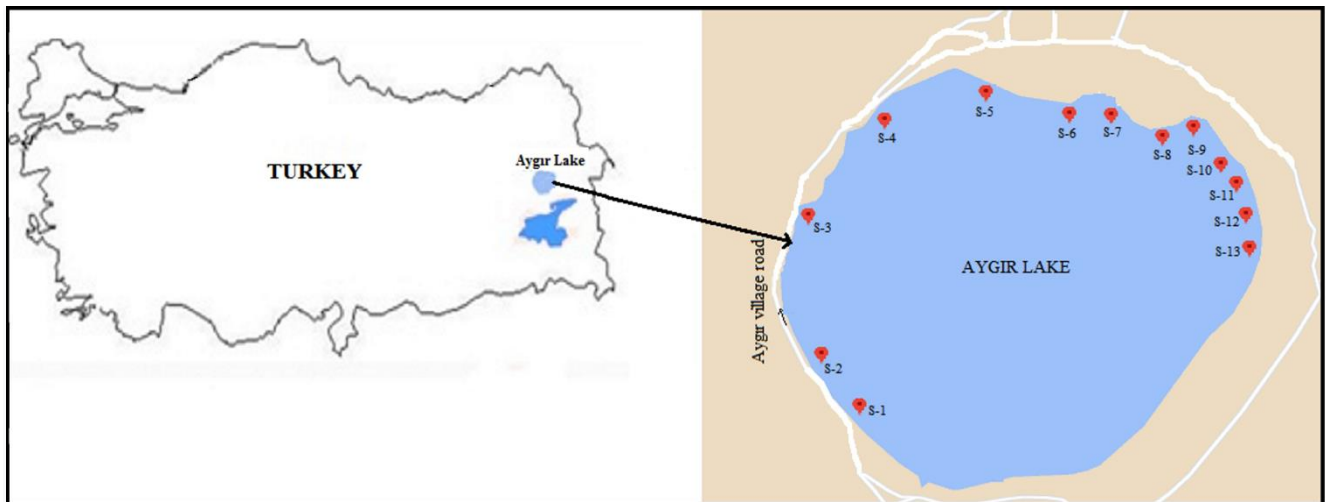 TURKEY
Aygır Lake
S-5
S-4
S-6
S-7
S-8
S-9
S-10
S-11
S-12
S-3
S-13
AYGIR LAKE
Aygır village road
S-2
S-1